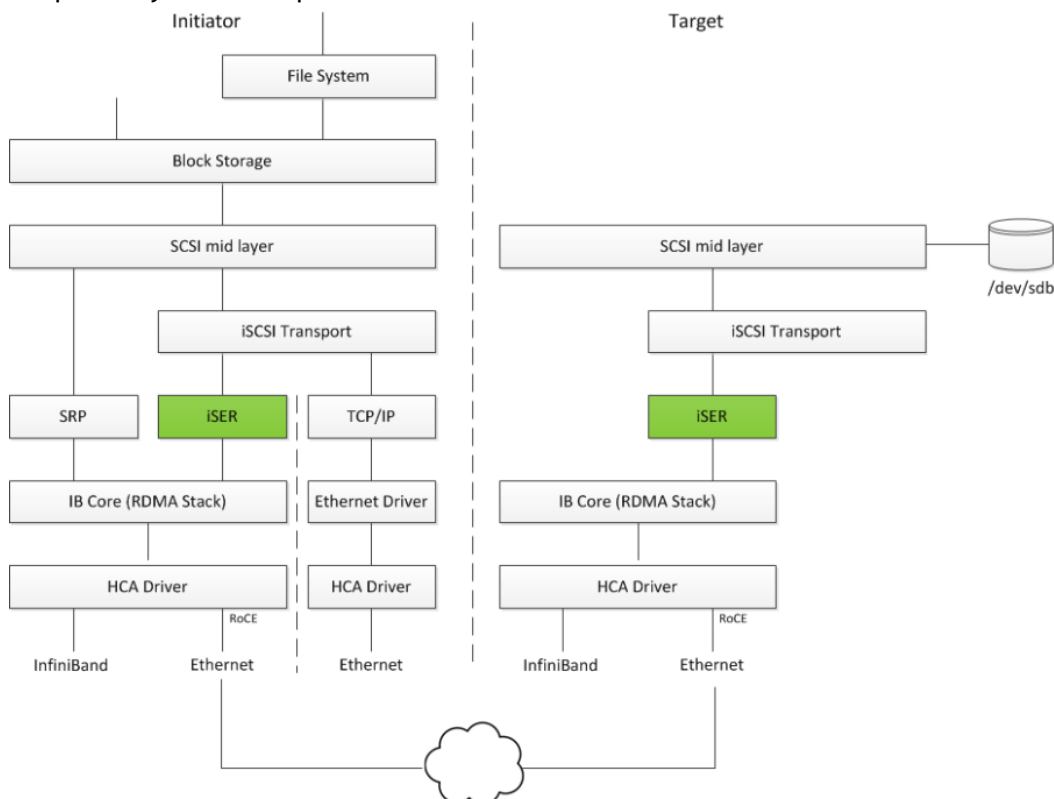 Initiator
Target
File System
Block Storage
SCSI mid layer
SCSI mid layer
/dev/sdb
iSCSI Transport
iSCSI Transport
SRP
iSER
TCP/IP
iSER
IB Core (RDMA Stack)
Ethernet Driver
IB Core (RDMA Stack)
HCA Driver
HCA Driver
HCA Driver
RoCE
RoCE
InfiniBand
Ethernet
Ethernet
InfiniBand
Ethernet